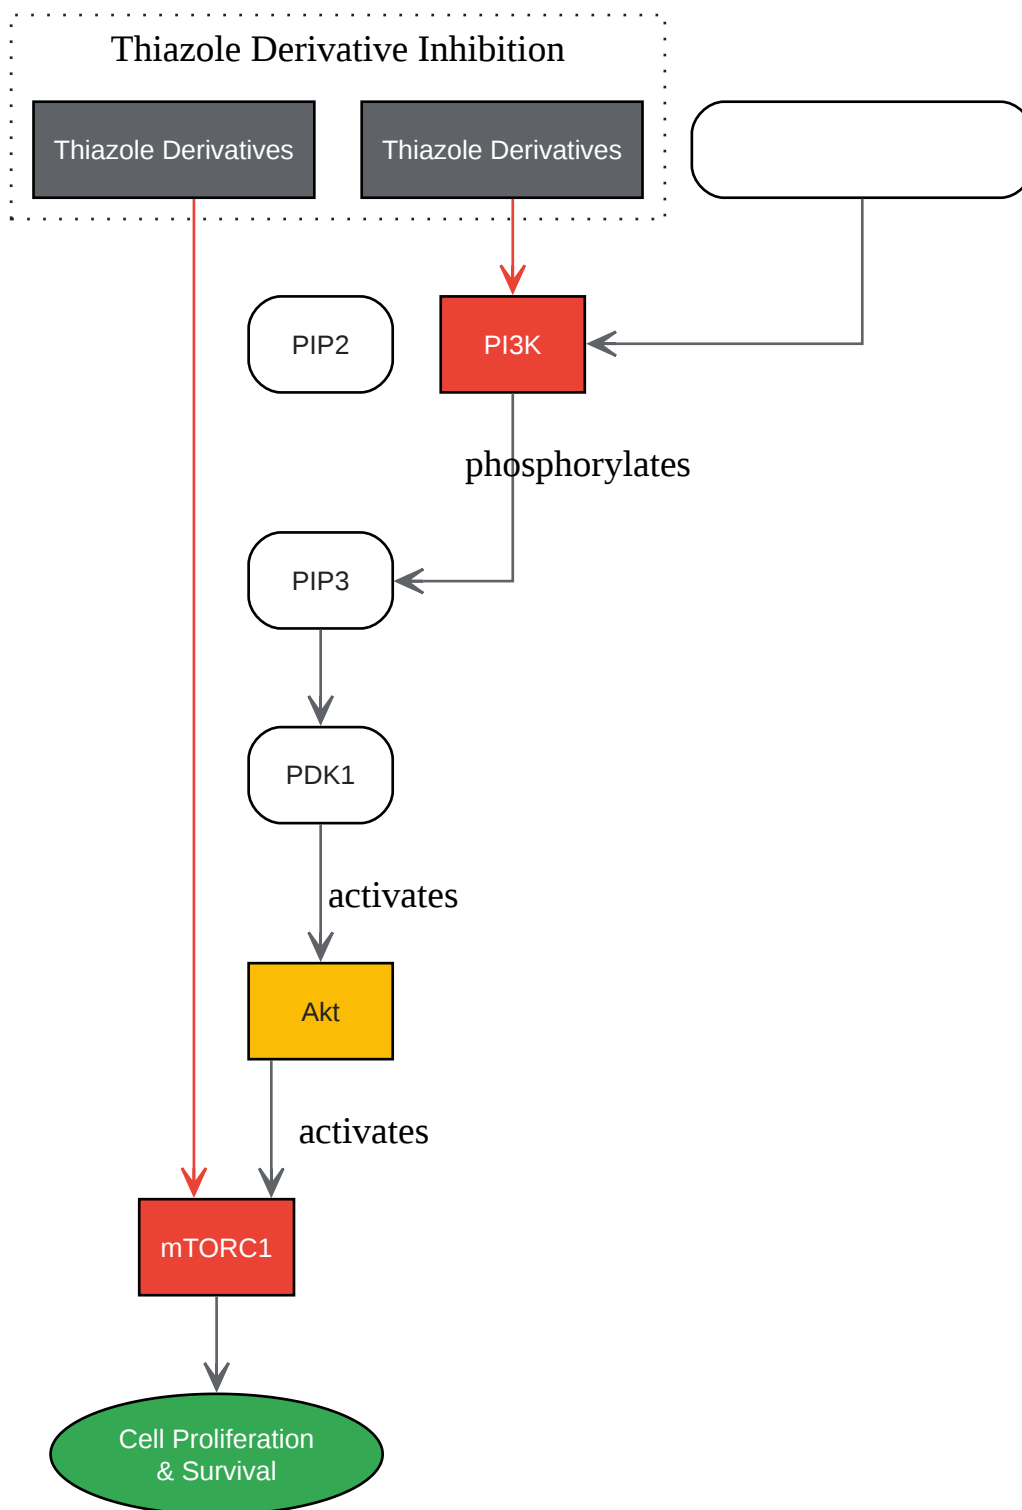 Thiazole Derivative Inhibition
Thiazole Derivatives
Thiazole Derivatives
PIP2
PI3K
phosphorylates
PIP3
PDK1
activates
Akt
activates
mTORC1
Cell Proliferation
& Survival